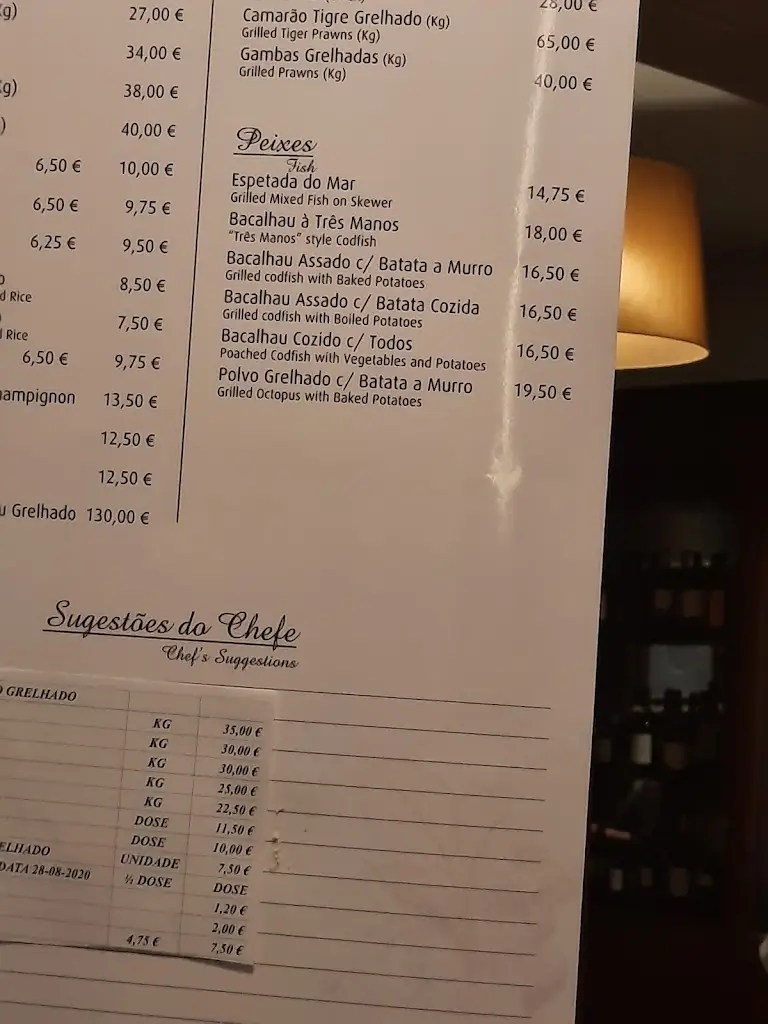 27,00 €
34,00 €
38,00 €
40,00 €
6,50 € 10,00 €
6,50 € 9,75 €
6,25 € 9,50 €
8,50 €
d Rice
7,50 €
Rice
6,50 € 9,75 €
hampignon 13,50 €
12,50 €
12,50 €
u Grelhado 130,00 €
28,00 €
Camarão Tigre Grelhado (Kg) 65,00 €
Grilled Tiger Prawns (Kg)
Gambas Grelhadas (Kg) 40,00 €
Grilled Prawns (Kg)
Peixes
Fish
Espetada do Mar 14,75 €
Grilled Mixed Fish on Skewer
Bacalhau à Três Manos 18,00 €
"Três Manos" style Codfish
Bacalhau Assado c/ Batata a Murro 16,50 €
Grilled codfish with Baked Potatoes
Bacalhau Assado c/ Batata Cozida 16,50 €
Grilled codfish with Boiled Potatoes
Bacalhau Cozido c/ Todos 16,50 €
Poached Codfish with Vegetables and Potatoes
Polvo Grelhado c/ Batata a Murro 19,50 €
Grilled Octopus with Baked Potatoes
Sugestões do Chefe
Chef's Suggestions
O GRELHADO
KG 35,00 €
KG 30,00 €
KG 30,00 €
KG 25,00 €
KG 22,50 €
DOSE 11,50 €
DOSE 10,00 €
ELHADO UNIDADE 7,50 €
DATA 28-08-2020 ½ DOSE DOSE
1,20 €
2,00 €
4,75 € 7,50 €